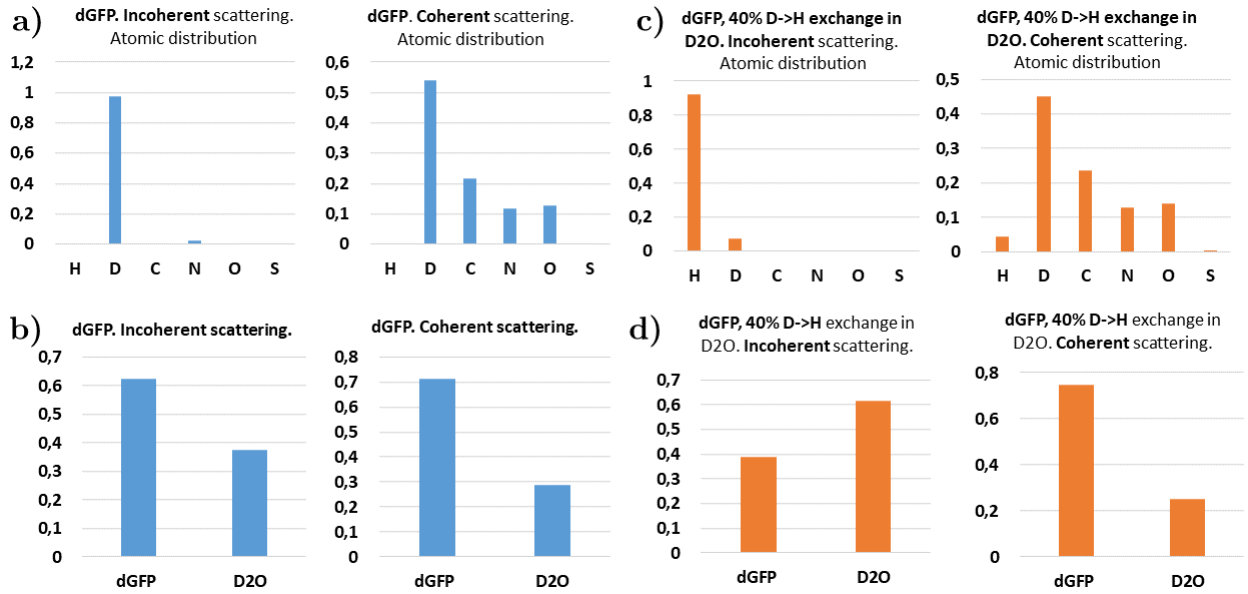 a)
dGFP. Incoherent scattering.
Atomic distribution
1,2
1
0,8
0,6
0,4
0,2
0
H D C N O S
dGFP. Coherent scattering.
Atomic distribution
0,6
0,5
0,4
0,3
0,2
0,1
0
H D C N O S
c)
dGFP, 40% D->H exchange in
D2O. Incoherent scattering.
Atomic distribution
1
0,8
0,6
0,4
0,2
0
H D C N O S
dGFP, 40% D->H exchange in
D2O. Coherent scattering.
Atomic distribution
0,5
0,4
0,3
0,2
0,1
0
H D C N O S
b)
dGFP. Incoherent scattering.
0,7
0,6
0,5
0,4
0,3
0,2
0,1
0
dGFP D2O
dGFP. Coherent scattering.
0,8
0,7
0,6
0,5
0,4
0,3
0,2
0,1
0
dGFP D2O
d)
dGFP, 40% D->H exchange in
D2O. Incoherent scattering.
0,7
0,6
0,5
0,4
0,3
0,2
0,1
0
dGFP D2O
dGFP, 40% D->H exchange in
D2O. Coherent scattering.
0,8
0,6
0,4
0,2
0
dGFP D2O